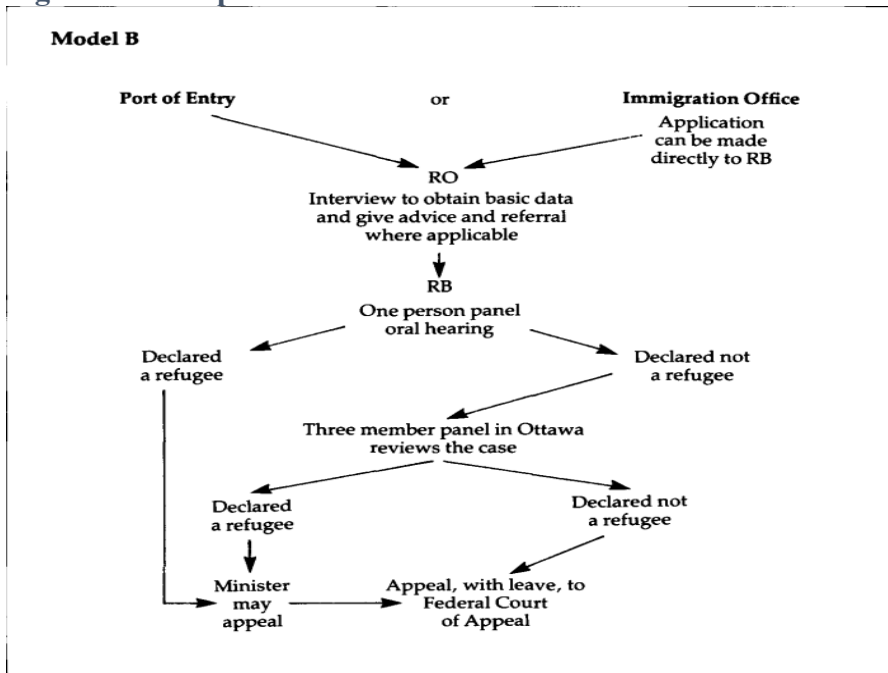 Model B
Port of Entry
or
Immigration Office
Application
can be made
directly to RB
RO
Interview to obtain basic data
and give advice and referral
where applicable
RB
One person panel
oral hearing
Declared
a refugee
Declared not
a refugee
Three member panel in Ottawa
reviews the case
Declared
a refugee
Declared not
a refugee
Minister
may
appeal
Appeal, with leave, to
Federal Court
of Appeal